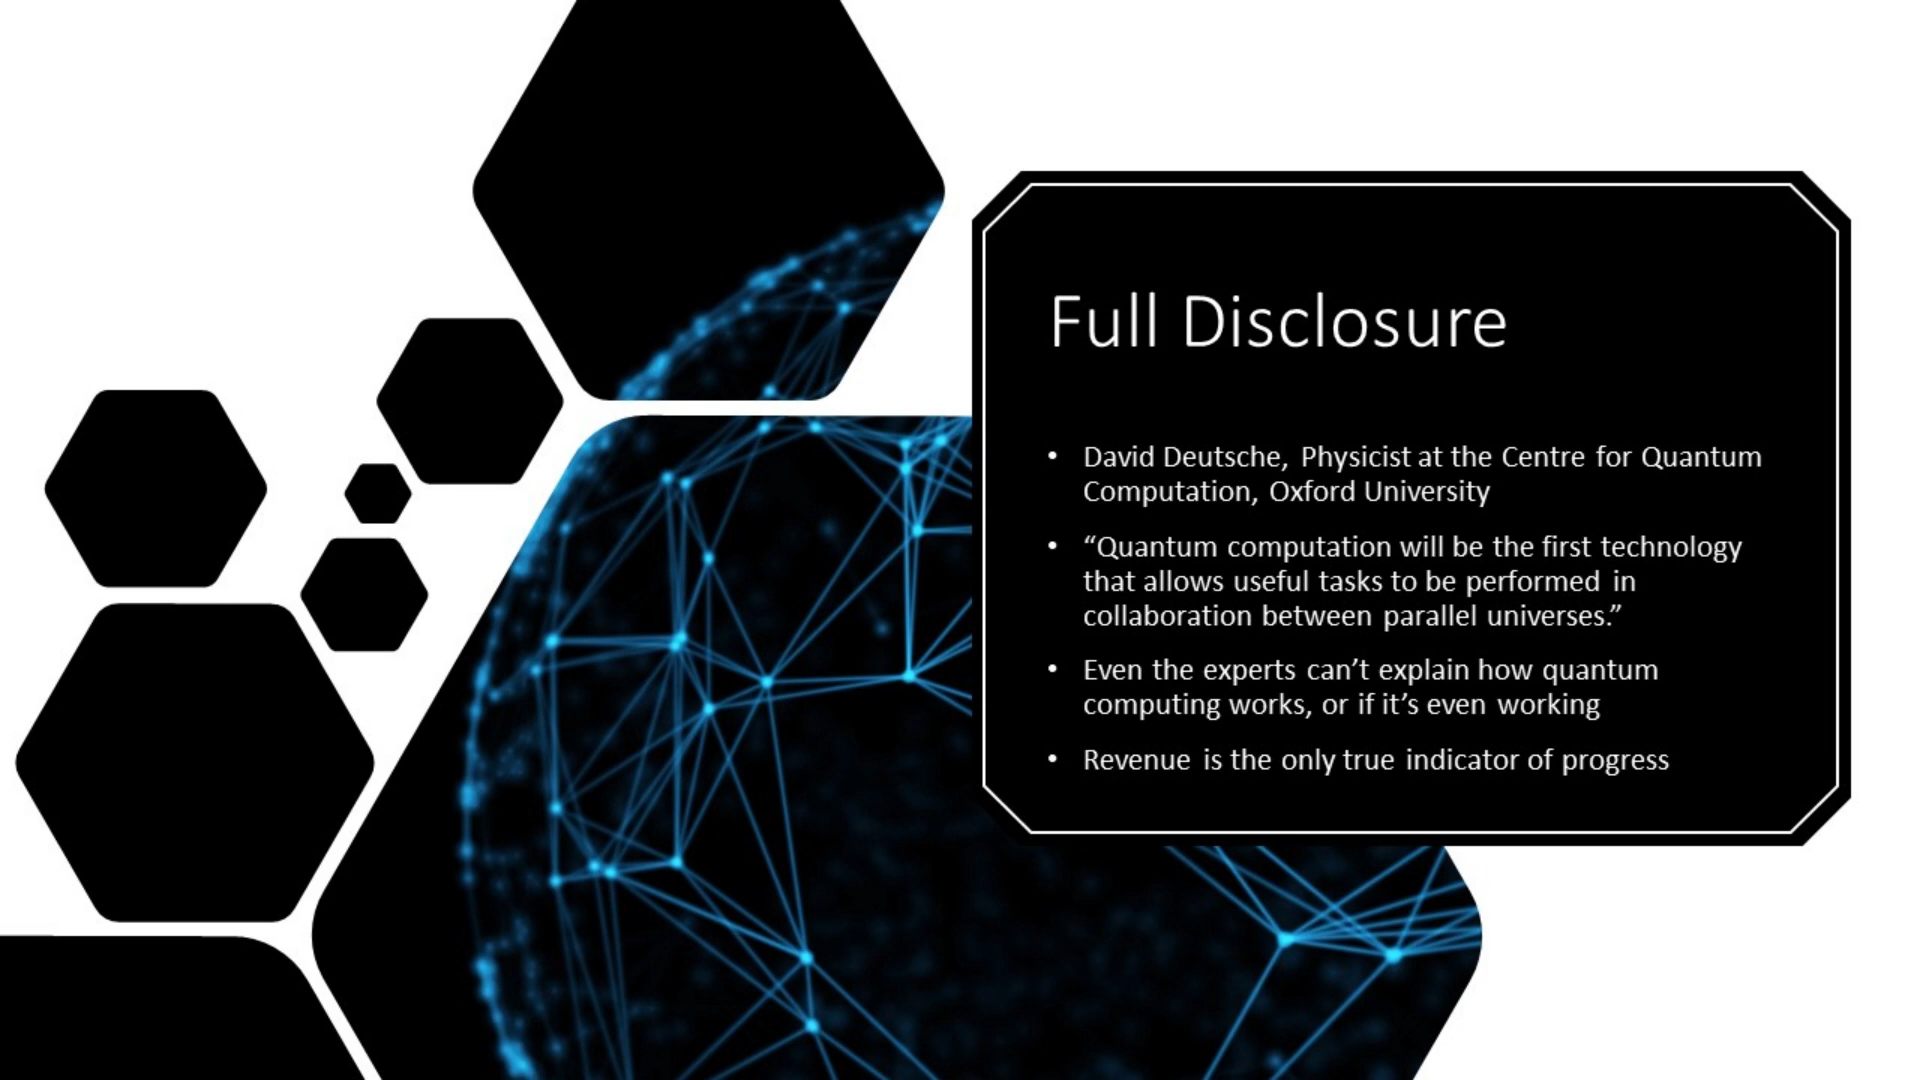 Full Disclosure
• David Deutsche, Physicist at the Centre for Quantum
Computation, Oxford University
• “Quantum computation will be the first technology
that allows useful tasks to be performed in
collaboration between parallel universes.”
• Even the experts can’t explain how quantum
computing works, or if it’s even working
• Revenue is the only true indicator of progress